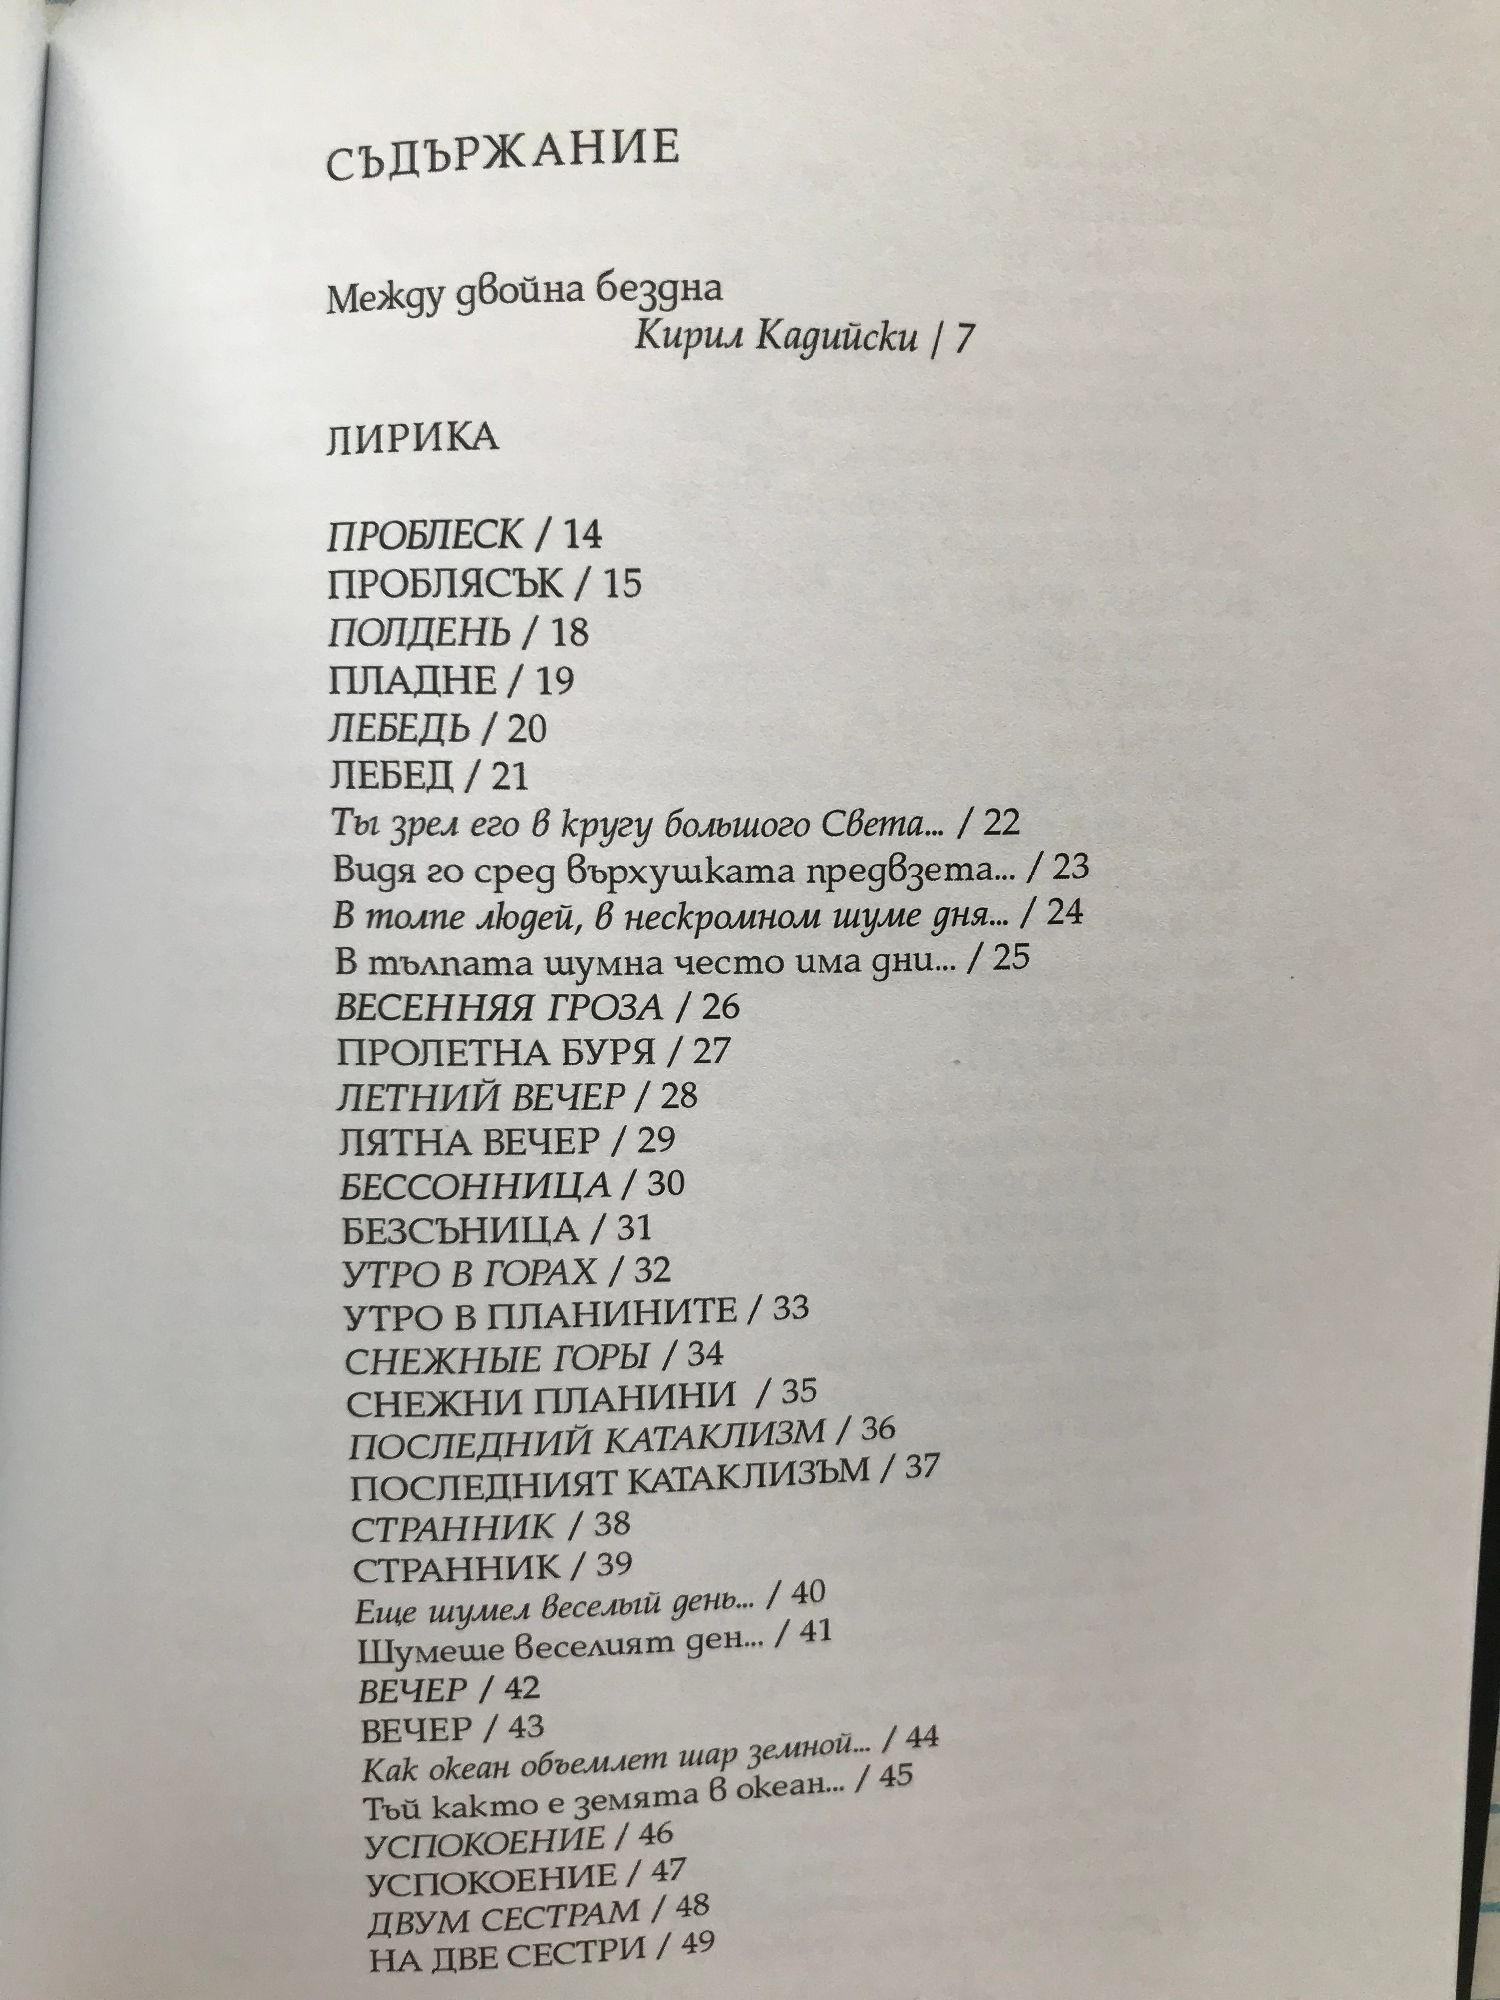 СЪДЪРЖАНИЕ
Между двойна бездна
Кирил Кадийски / 7
ЛИРИКА
ПРОБЛЕСК / 14
ПРОБЛЯСЪК / 15
ПОЛДЕНЬ / 18
ПЛАДНЕ / 19
ЛЕБЕДЬ / 20
ЛЕБЕД / 21
Ты зрел его в кругу большого Света... / 22
Видя го сред върхушката предвзета... / 23
В толпе людей, в нескромном шуме дня... / 24
В тълпата шумна често има дни... / 25
ВЕСЕННЯЯ ГРОЗА / 26
ПРОЛЕТНА БУРЯ / 27
ЛЕТНИЙ ВЕЧЕР / 28
ЛЯТНА ВЕЧЕР / 29
БЕССОННИЦА / 30
БЕЗСЪНИЦА / 31
УТРО В ГОРАХ / 32
УТРО В ПЛАНИНИТЕ / 33
СНЕЖНЫЕ ГОРЫ / 34
СНЕЖНИ ПЛАНИНИ / 35
ПОСЛЕДНИЙ КАТАКЛИЗМ / 36
ПОСЛЕДНИЯТ КАТАКЛИЗЪМ / 37
СТРАННИК / 38
СТРАННИК / 39
Еще шумел веселый день... / 40
Шумеше веселият ден... / 41
ВЕЧЕР / 42
ВЕЧЕР / 43
Как океан объемлет шар земной... / 44
Тъй както е земята в океан... / 45
УСПОКОЕНИЕ / 46
УСПОКОЕНИЕ / 47
ДВУМ СЕСТРАМ / 48
НА ДВЕ СЕСТРИ / 49